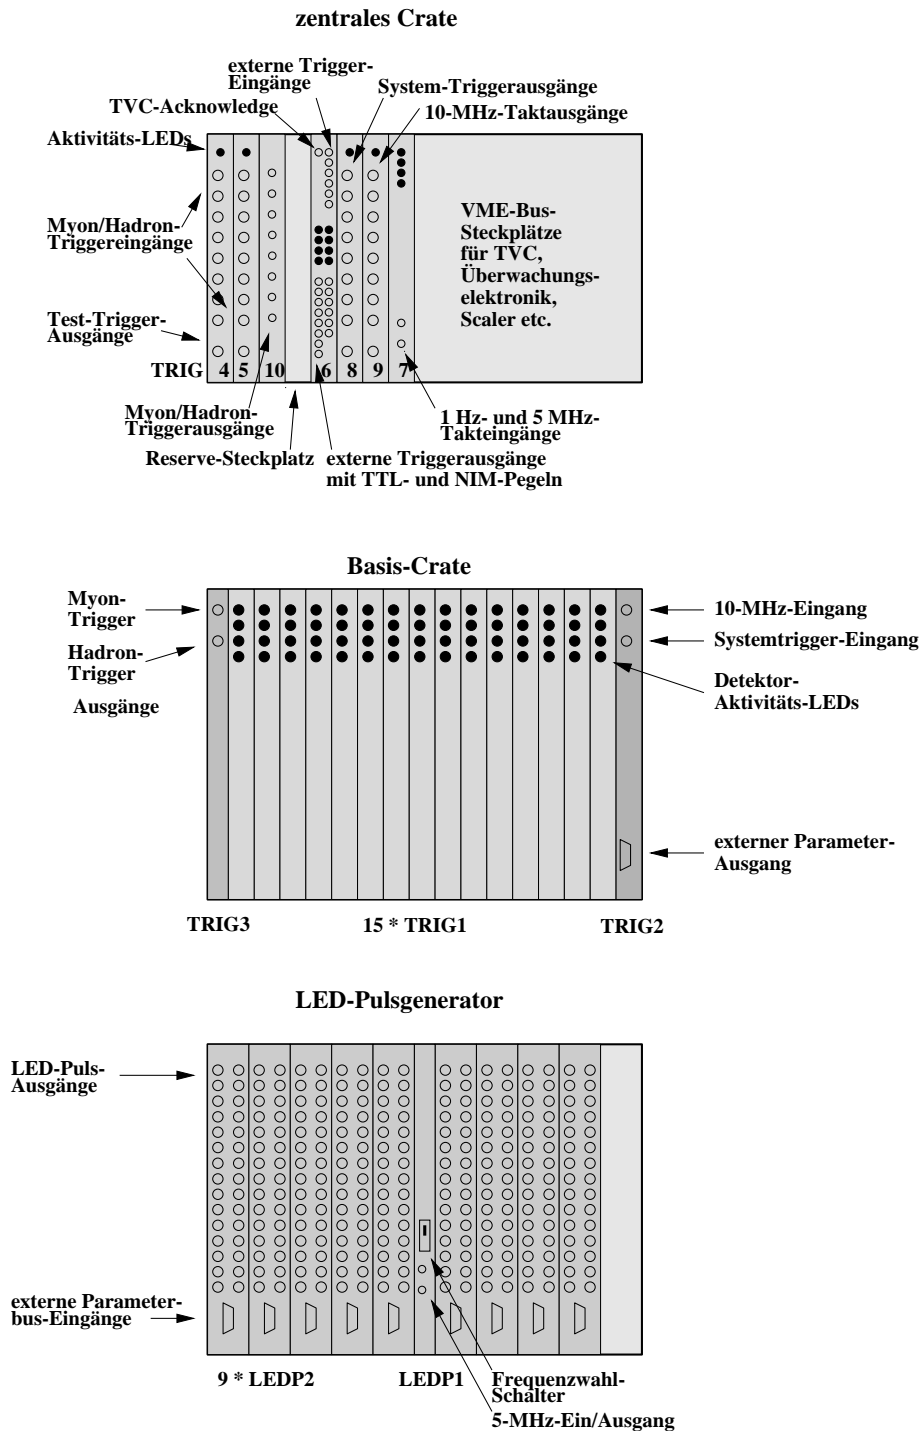 zentrales Crate
externe Trigger-
Eingänge
System-Triggerausgänge
TVC-Acknowledge
10-MHz-Taktausgänge
Aktivitäts-LEDs
Myon/Hadron-
Triggereingänge
VME-Bus-
Steckplätze
für TVC,
Überwachungs-
elektronik,
Scaler etc.
Test-Trigger-
Ausgänge
TRIG 4 5 10 6 8 9 7
Myon/Hadron-
Triggerausgänge
1 Hz- und 5 MHz-
Takteingänge
Reserve-Steckplatz
externe Triggerausgänge
mit TTL- und NIM-Pegeln
Basis-Crate
Myon-
Trigger
Hadron-
Trigger
Ausgänge
10-MHz-Eingang
Systemtrigger-Eingang
Detektor-
Aktivitäts-LEDs
externer Parameter-
Ausgang
TRIG3 15 * TRIG1 TRIG2
LED-Pulsgenerator
LED-Puls-
Ausgänge
externe Parameter-
bus-Eingänge
9 * LEDP2 LEDP1
Frequenzwahl-
Schalter
5-MHz-Ein/Ausgang